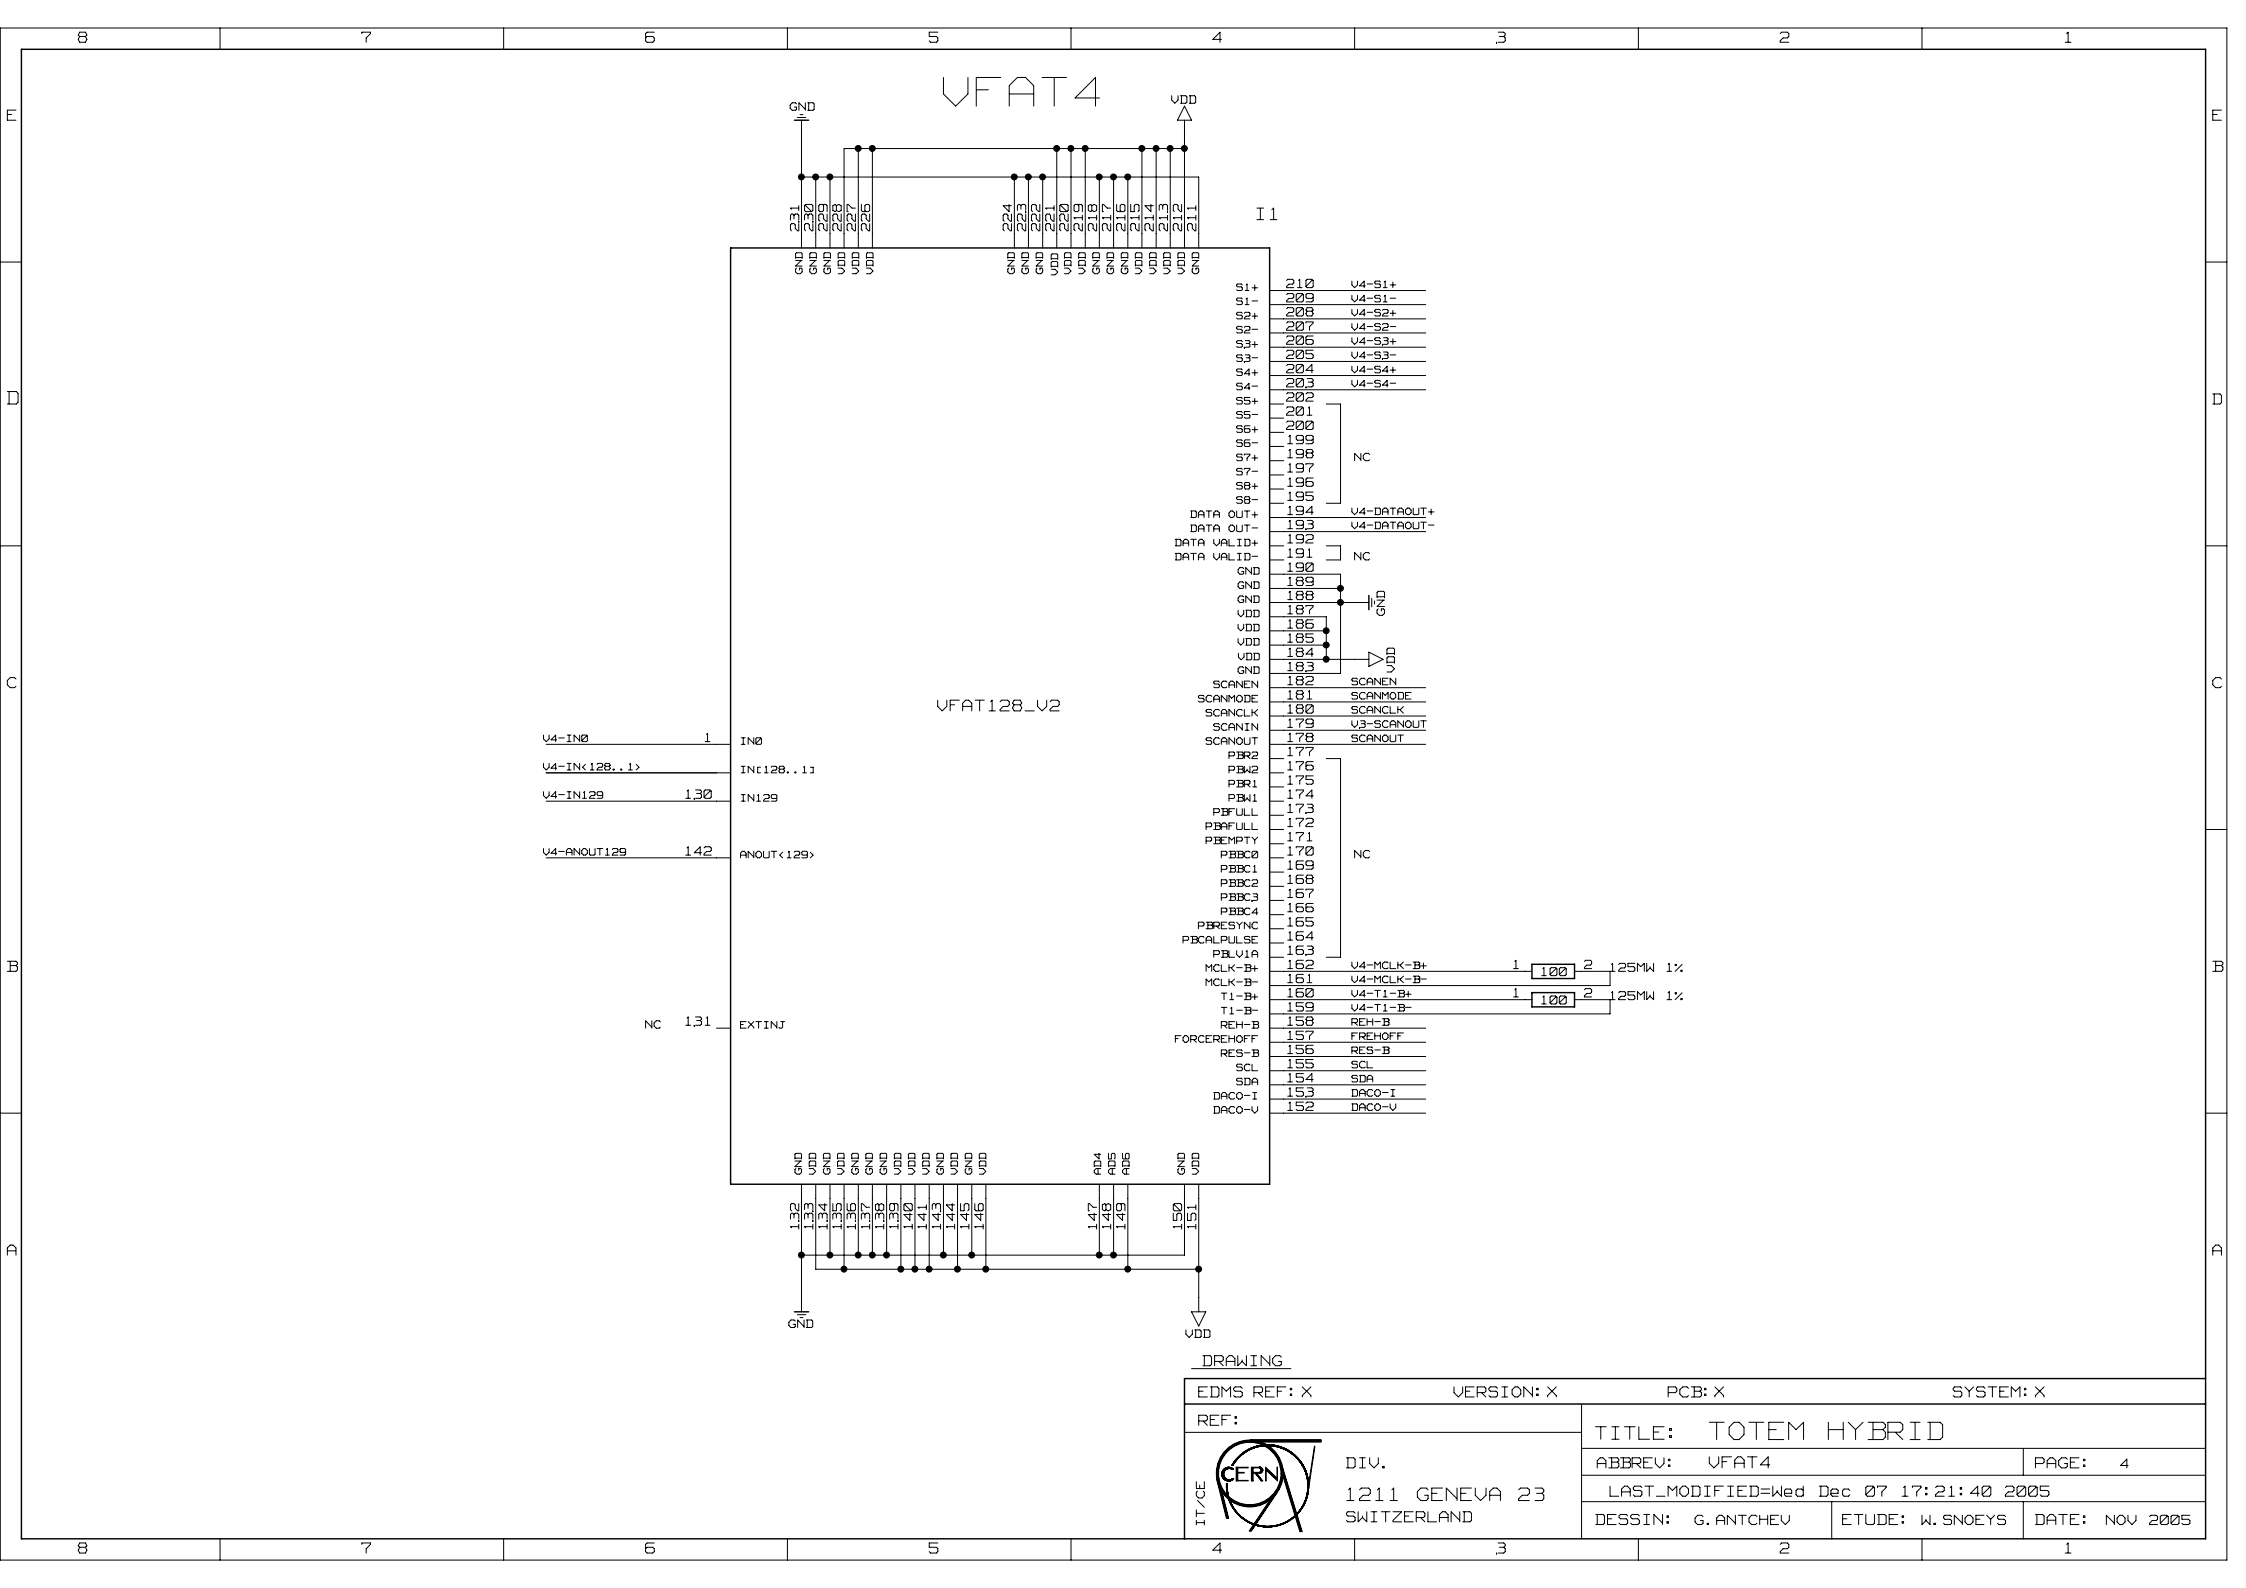 8 7 6 5 4 3 2 1
VFAT4
GND VDD
E E
231 230 229 228 227 226 224 223 222 221 220 219 218 217 216 215 214 213 212 211
I1
GND GND GND VDD VDD VDD GND GND GND VDD VDD VDD GND GND GND VDD VDD VDD VDD GND
S1+ 210 V4-S1+
S1- 209 V4-S1-
S2+ 208 V4-S2+
S2- 207 V4-S2-
S3+ 206 V4-S3+
S3- 205 V4-S3-
S4+ 204 V4-S4+
S4- 203 V4-S4-
D D
S5+ 202
S5- 201
S6+ 200
S6- 199
S7+ 198 NC
S7- 197
S8+ 196
S8- 195
DATA OUT+ 194 V4-DATAOUT+
DATA OUT- 193 V4-DATAOUT-
DATA VALID+ 192
DATA VALID- 191 NC
GND 190
GND 189
GND 188 GND
VDD 187
VDD 186
VDD 185
VDD 184 VDD
GND 183
C C
SCANEN 182 SCANEN
SCANMODE 181 SCANMODE
VFAT128_V2
SCANCLK 180 SCANCLK
SCANIN 179 V3-SCANOUT
SCANOUT 178 SCANOUT
V4-IN0 1 IN0
V4-IN<128..1> IN[128..1]
V4-IN129 130 IN129
V4-ANOUT129 142 ANOUT<129>
PBR2 177
PBW2 176
PBR1 175
PBW1 174
PBFULL 173
PBAFULL 172
PBEMPTY 171
PBBC0 170 NC
PBBC1 169
PBBC2 168
PBBC3 167
PBBC4 166
PBRESYNC 165
PBCALPULSE 164
PBLV1A 163
B B
MCLK-B+ 162 V4-MCLK-B+ 1 100 2 125MW 1%
MCLK-B- 161 V4-MCLK-B-
T1-B+ 160 V4-T1-B+ 1 100 2 125MW 1%
T1-B- 159 V4-T1-B-
NC 131 EXTINJ
REH-B 158 REH-B
FORCEREHOFF 157 FREHOFF
RES-B 156 RES-B
SCL 155 SCL
SDA 154 SDA
DACO-I 153 DACO-I
DACO-V 152 DACO-V
GND VDD GND VDD GND GND GND VDD VDD VDD GND VDD GND VDD AD4 AD5 AD6 GND VDD
132 133 134 135 136 137 138 139 140 141 143 144 145 146 147 148 149 150 151
A A
GND VDD
DRAWING
EDMS REF: X VERSION: X PCB: X SYSTEM: X
REF:
TITLE: TOTEM HYBRID
IT/CE
CERN
DIV.
1211 GENEVA 23
SWITZERLAND
ABBREV: VFAT4 PAGE: 4
LAST_MODIFIED=Wed Dec 07 17:21:40 2005
DESSIN: G.ANTCHEV ETUDE: W.SNOEYS DATE: NOV 2005
8 7 6 5 4 3 2 1